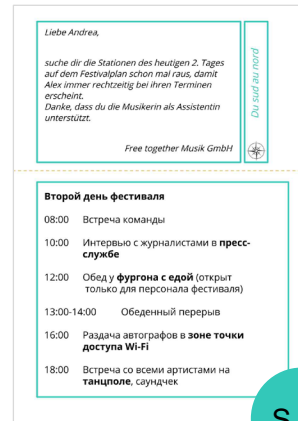 Liebe Andrea,
suche dir die Stationen des heutigen 2. Tages
auf dem Festivalplan schon mal raus, damit
Alex immer rechtzeitig bei ihren Terminen
erscheint.
Danke, dass du die Musikerin als Assistentin
unterstützt.
Free together Musik GmbH
Du sud au nord
Второй день фестиваля
08:00 Встреча команды
10:00 Интервью с журналистами в пресс-
службе
12:00 Обед у фургона с едой (открыт
только для персонала фестиваля)
13:00-14:00 Обеденный перерыв
16:00 Раздача автографов в зоне точки
доступа Wi-Fi
18:00 Встреча со всеми артистами на
танцполе, саундчек
S